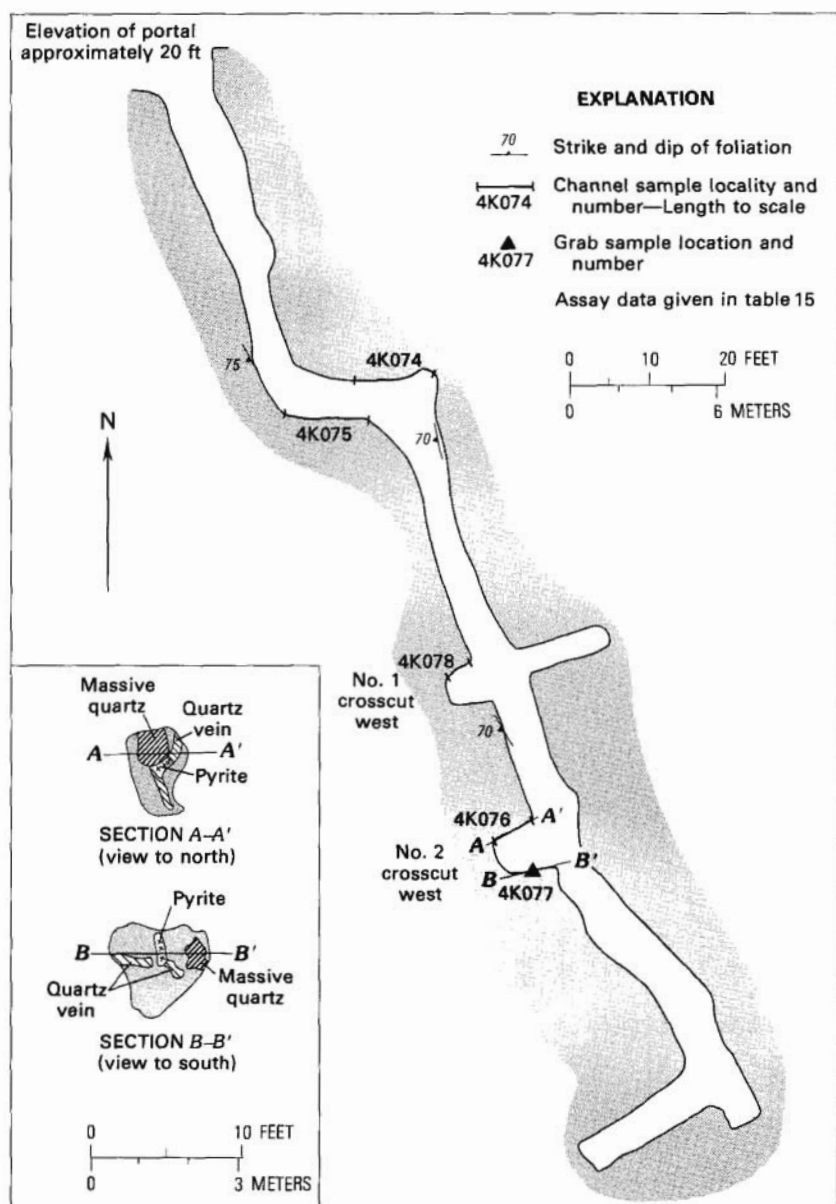 Elevation of portal
approximately 20 ft
EXPLANATION
70
Strike and dip of foliation
4K074
Channel sample locality and
number—Length to scale
4K077
Grab sample location and
number
Assay data given in table 15
0 10 20 FEET
0 6 METERS
N
75
4K074
4K075
70
4K078
No. 1
crosscut
west
70
4K076
A
A'
No. 2
crosscut
west
B
B'
4K077
Massive
quartz
Quartz
vein
A
A'
Pyrite
SECTION A–A'
(view to north)
Pyrite
B
B'
Quartz
vein
Massive
quartz
SECTION B–B'
(view to south)
0 10 FEET
0 3 METERS